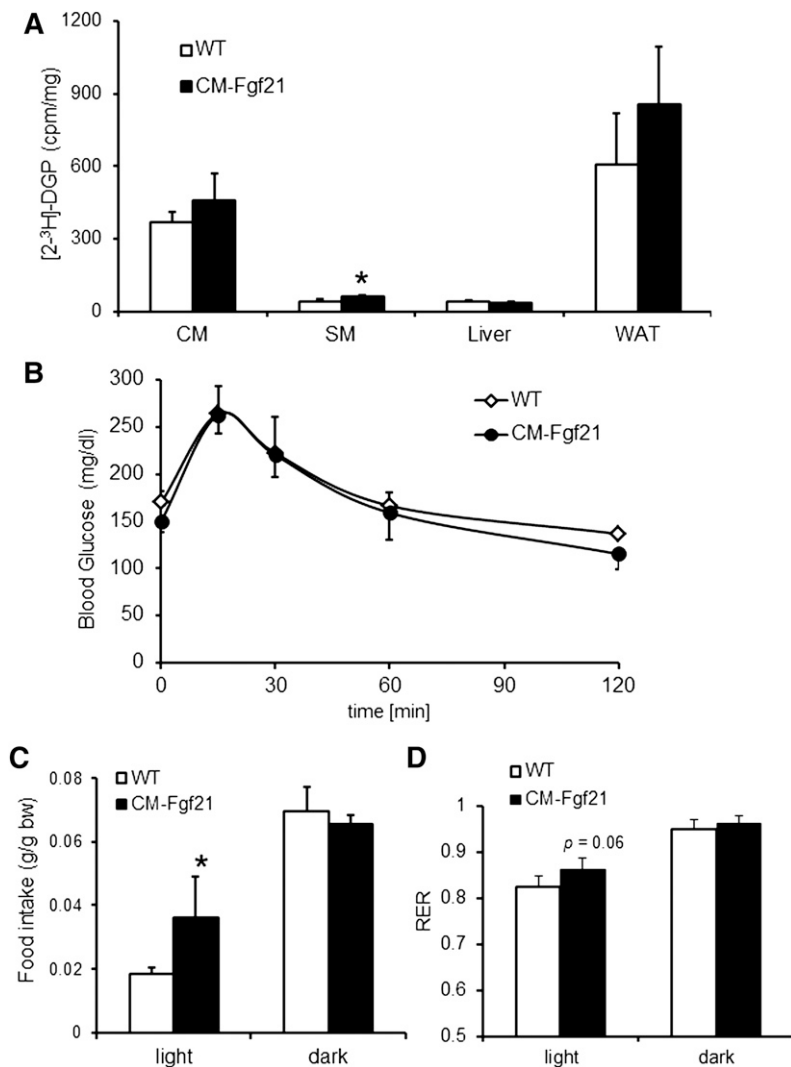 A
1200
900
600
300
0
[2-³H]-DGP (cpm/mg)
WT
CM-Fgf21
*
CM SM Liver WAT
B
300
250
200
150
100
50
0
Blood Glucose (mg/dl)
WT
CM-Fgf21
0 30 60 90 120
time [min]
C
WT
CM-Fgf21
0.08
0.06
0.04
0.02
0
Food intake (g/g bw)
*
light dark
D
WT
CM-Fgf21
1
0.9
0.8
0.7
0.6
0.5
RER
p = 0.06
light dark